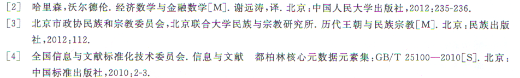 [2] 哈里森,沃尔德伦. 经济数学与金融数学[M]. 谢远涛,译. 北京:中国人民大学出版社,2012:235-236.
[3] 北京市政协民族和宗教委员会,北京联合大学民族与宗教研究所. 历代王朝与民族宗教[M]. 北京:民族出版
社,2012:112.
[4] 全国信息与文献标准化技术委员会. 信息与文献 都柏林核心元数据元素集:GB/T 25100—2010[S]. 北京:
中国标准出版社,2010:2-3.